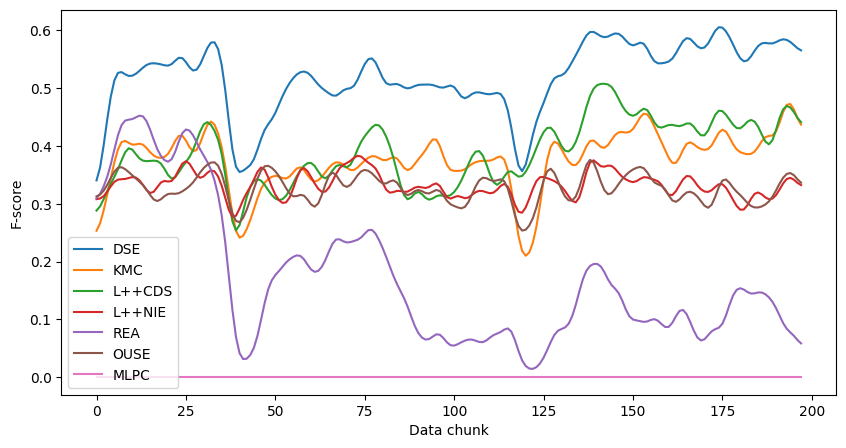 0.6
0.5
0.4
0.3
0.2
0.1
0.0
F-score
DSE
KMC
L++CDS
L++NIE
REA
OUSE
MLPC
0 25 50 75 100 125 150 175 200
Data chunk